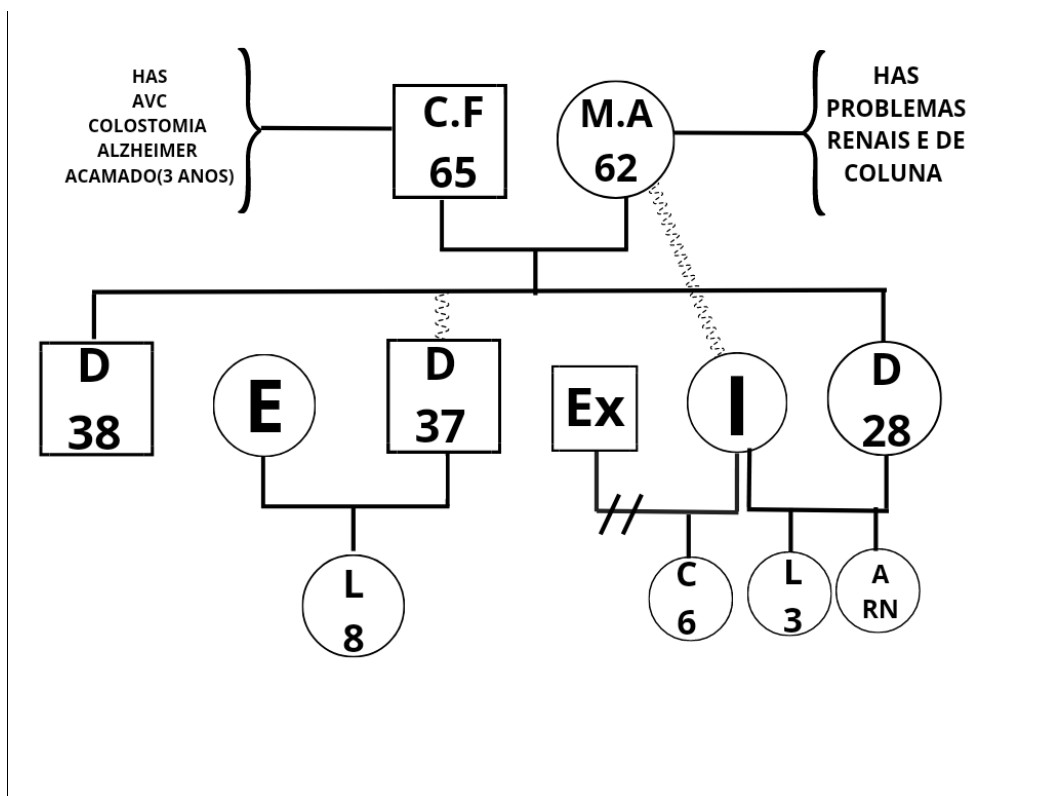 HAS
AVC
COLOSTOMIA
ALZHEIMER
ACAMADO(3 ANOS)
C.F
65
M.A
62
HAS
PROBLEMAS
RENAIS E DE
COLUNA
D
38
E
D
37
Ex
I
D
28
L
8
C
6
L
3
A
RN